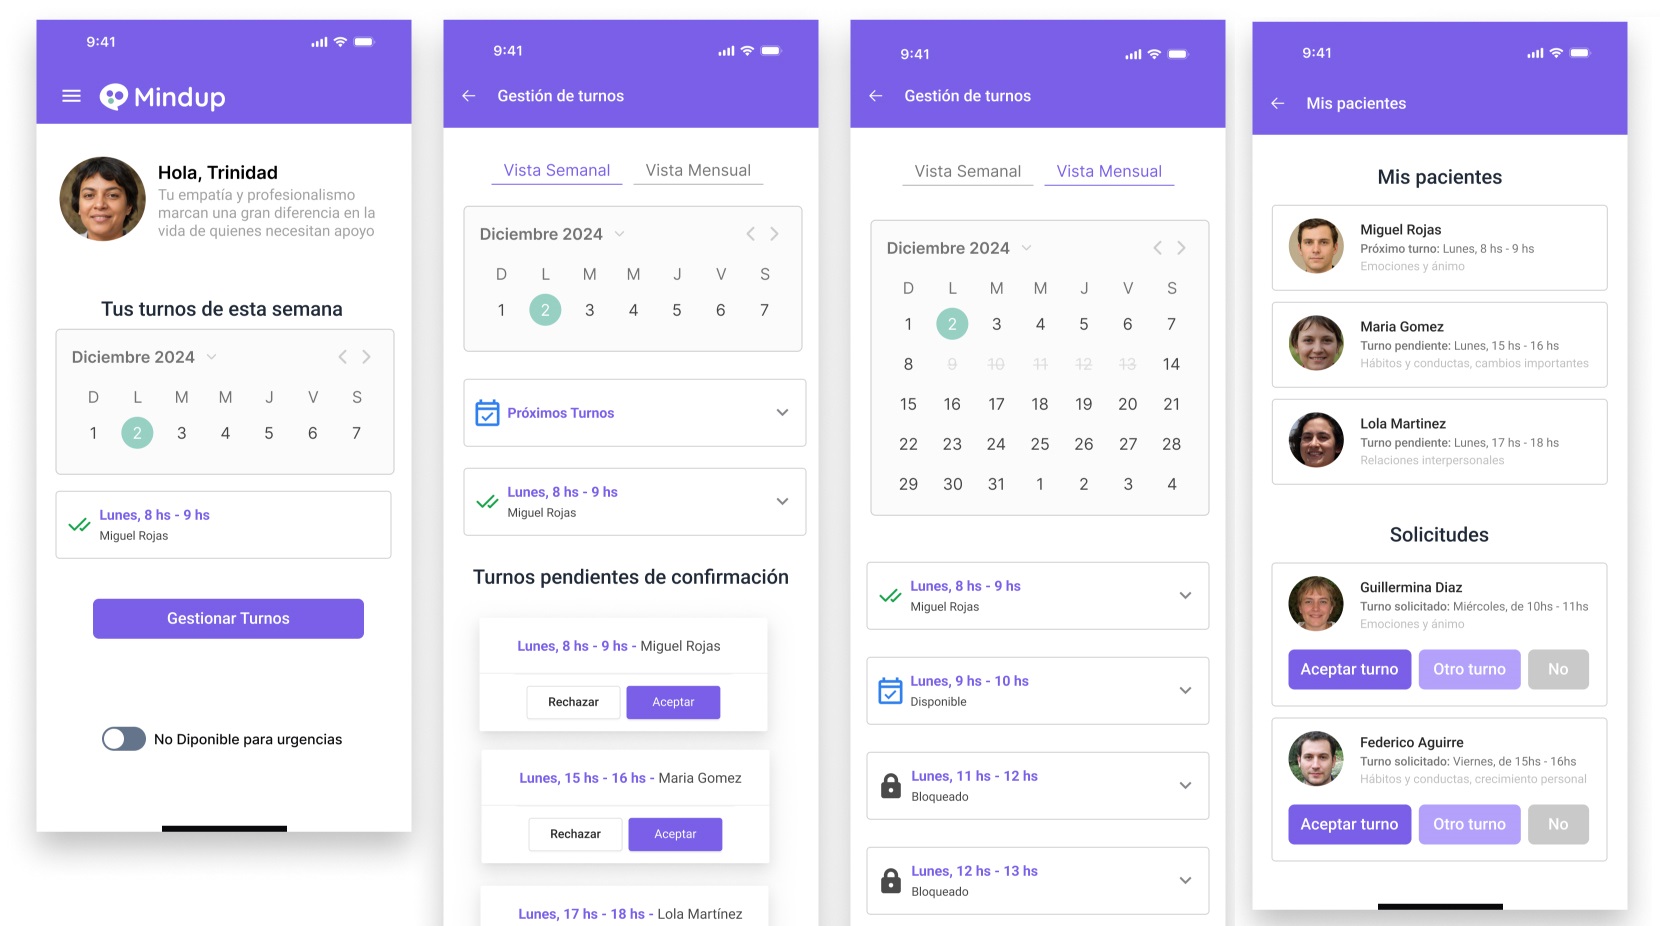 9:41
Mindup
Hola, Trinidad
Tu empatía y profesionalismo
marcan una gran diferencia en la
vida de quienes necesitan apoyo
Tus turnos de esta semana
Diciembre 2024
D L M M J V S
1 2 3 4 5 6 7
Lunes, 8 hs - 9 hs
Miguel Rojas
Gestionar Turnos
No Diponible para urgencias
9:41
Gestión de turnos
Vista Semanal Vista Mensual
Diciembre 2024
D L M M J V S
1 2 3 4 5 6 7
Próximos Turnos
Lunes, 8 hs - 9 hs
Miguel Rojas
Turnos pendientes de confirmación
Lunes, 8 hs - 9 hs - Miguel Rojas
Rechazar Aceptar
Lunes, 15 hs - 16 hs - Maria Gomez
Rechazar Aceptar
Lunes, 17 hs - 18 hs - Lola Martínez
9:41
Gestión de turnos
Vista Semanal Vista Mensual
Diciembre 2024
D L M M J V S
1 2 3 4 5 6 7
8 9 10 11 12 13 14
15 16 17 18 19 20 21
22 23 24 25 26 27 28
29 30 31 1 2 3 4
Lunes, 8 hs - 9 hs
Miguel Rojas
Lunes, 9 hs - 10 hs
Disponible
Lunes, 11 hs - 12 hs
Bloqueado
Lunes, 12 hs - 13 hs
Bloqueado
9:41
Mis pacientes
Mis pacientes
Miguel Rojas
Próximo turno: Lunes, 8 hs - 9 hs
Emociones y ánimo
Maria Gomez
Turno pendiente: Lunes, 15 hs - 16 hs
Hábitos y conductas, cambios importantes
Lola Martinez
Turno pendiente: Lunes, 17 hs - 18 hs
Relaciones interpersonales
Solicitudes
Guillermina Diaz
Turno solicitado: Miércoles, de 10hs - 11hs
Emociones y ánimo
Aceptar turno Otro turno No
Federico Aguirre
Turno solicitado: Viernes, de 15hs - 16hs
Hábitos y conductas, crecimiento personal
Aceptar turno Otro turno No